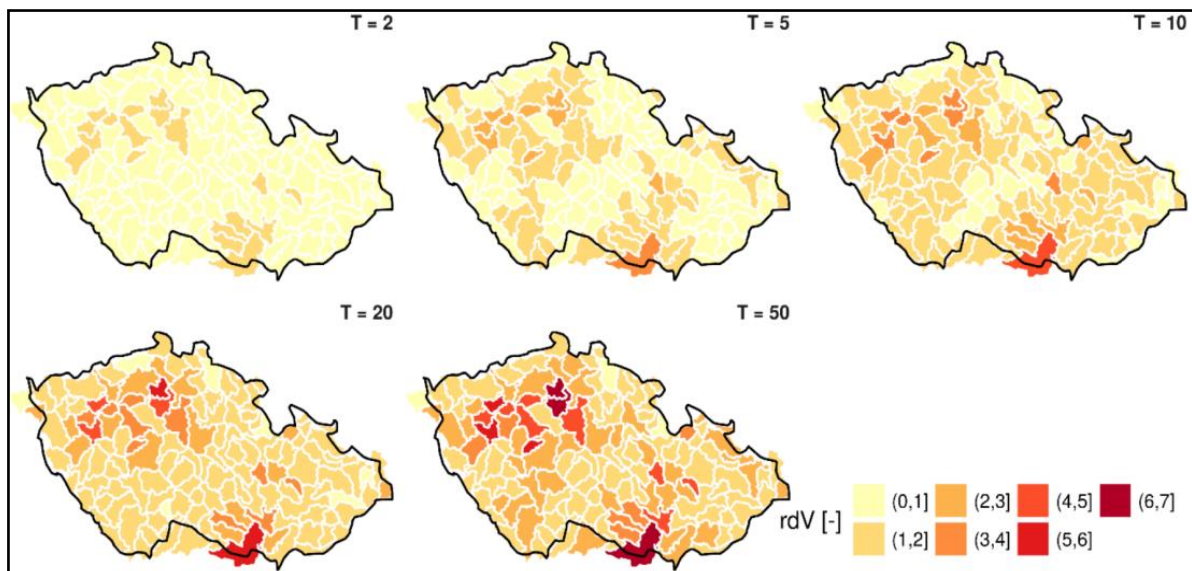 T = 2
T = 5
T = 10
T = 20
T = 50
rdV [-]
(0,1]
(2,3]
(4,5]
(6,7]
(1,2]
(3,4]
(5,6]